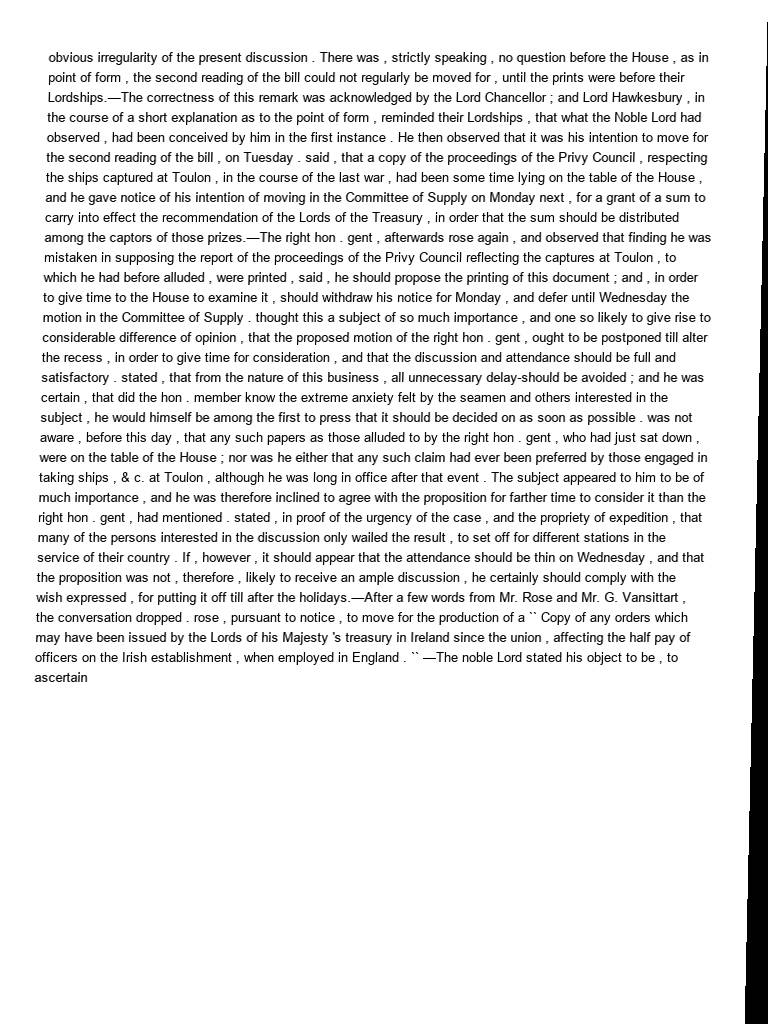 obvious irregularity of the present discussion . There was , strictly speaking , no question before the House , as in
point of form , the second reading of the bill could not regularly be moved for , until the prints were before their
Lordships.—The correctness of this remark was acknowledged by the Lord Chancellor ; and Lord Hawkesbury , in
the course of a short explanation as to the point of form , reminded their Lordships , that what the Noble Lord had
observed , had been conceived by him in the first instance . He then observed that it was his intention to move for
the second reading of the bill , on Tuesday . said , that a copy of the proceedings of the Privy Council , respecting
the ships captured at Toulon , in the course of the last war , had been some time lying on the table of the House ,
and he gave notice of his intention of moving in the Committee of Supply on Monday next , for a grant of a sum to
carry into effect the recommendation of the Lords of the Treasury , in order that the sum should be distributed
among the captors of those prizes.—The right hon . gent , afterwards rose again , and observed that finding he was
mistaken in supposing the report of the proceedings of the Privy Council reflecting the captures at Toulon , to
which he had before alluded , were printed , said , he should propose the printing of this document ; and , in order
to give time to the House to examine it , should withdraw his notice for Monday , and defer until Wednesday the
motion in the Committee of Supply . thought this a subject of so much importance , and one so likely to give rise to
considerable difference of opinion , that the proposed motion of the right hon . gent , ought to be postponed till alter
the recess , in order to give time for consideration , and that the discussion and attendance should be full and
satisfactory . stated , that from the nature of this business , all unnecessary delay-should be avoided ; and he was
certain , that did the hon . member know the extreme anxiety felt by the seamen and others interested in the
subject , he would himself be among the first to press that it should be decided on as soon as possible . was not
aware , before this day , that any such papers as those alluded to by the right hon . gent , who had just sat down ,
were on the table of the House ; nor was he either that any such claim had ever been preferred by those engaged in
taking ships , & c. at Toulon , although he was long in office after that event . The subject appeared to him to be of
much importance , and he was therefore inclined to agree with the proposition for farther time to consider it than the
right hon . gent , had mentioned . stated , in proof of the urgency of the case , and the propriety of expedition , that
many of the persons interested in the discussion only wailed the result , to set off for different stations in the
service of their country . If , however , it should appear that the attendance should be thin on Wednesday , and that
the proposition was not , therefore , likely to receive an ample discussion , he certainly should comply with the
wish expressed , for putting it off till after the holidays.—After a few words from Mr. Rose and Mr. G. Vansittart ,
the conversation dropped . rose , pursuant to notice , to move for the production of a `` Copy of any orders which
may have been issued by the Lords of his Majesty 's treasury in Ireland since the union , affecting the half pay of
officers on the Irish establishment , when employed in England . `` —The noble Lord stated his object to be , to
ascertain